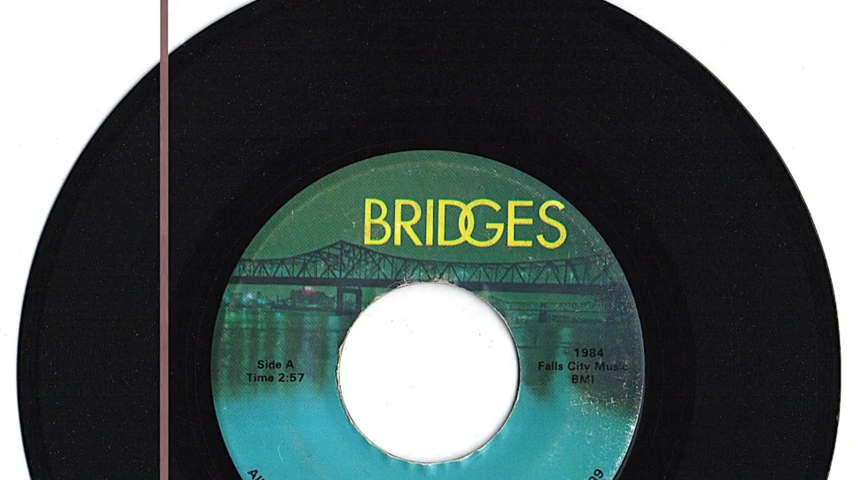 BRIDGES
Side A
Time 2:57
© 1984
Falls City Music
BMI